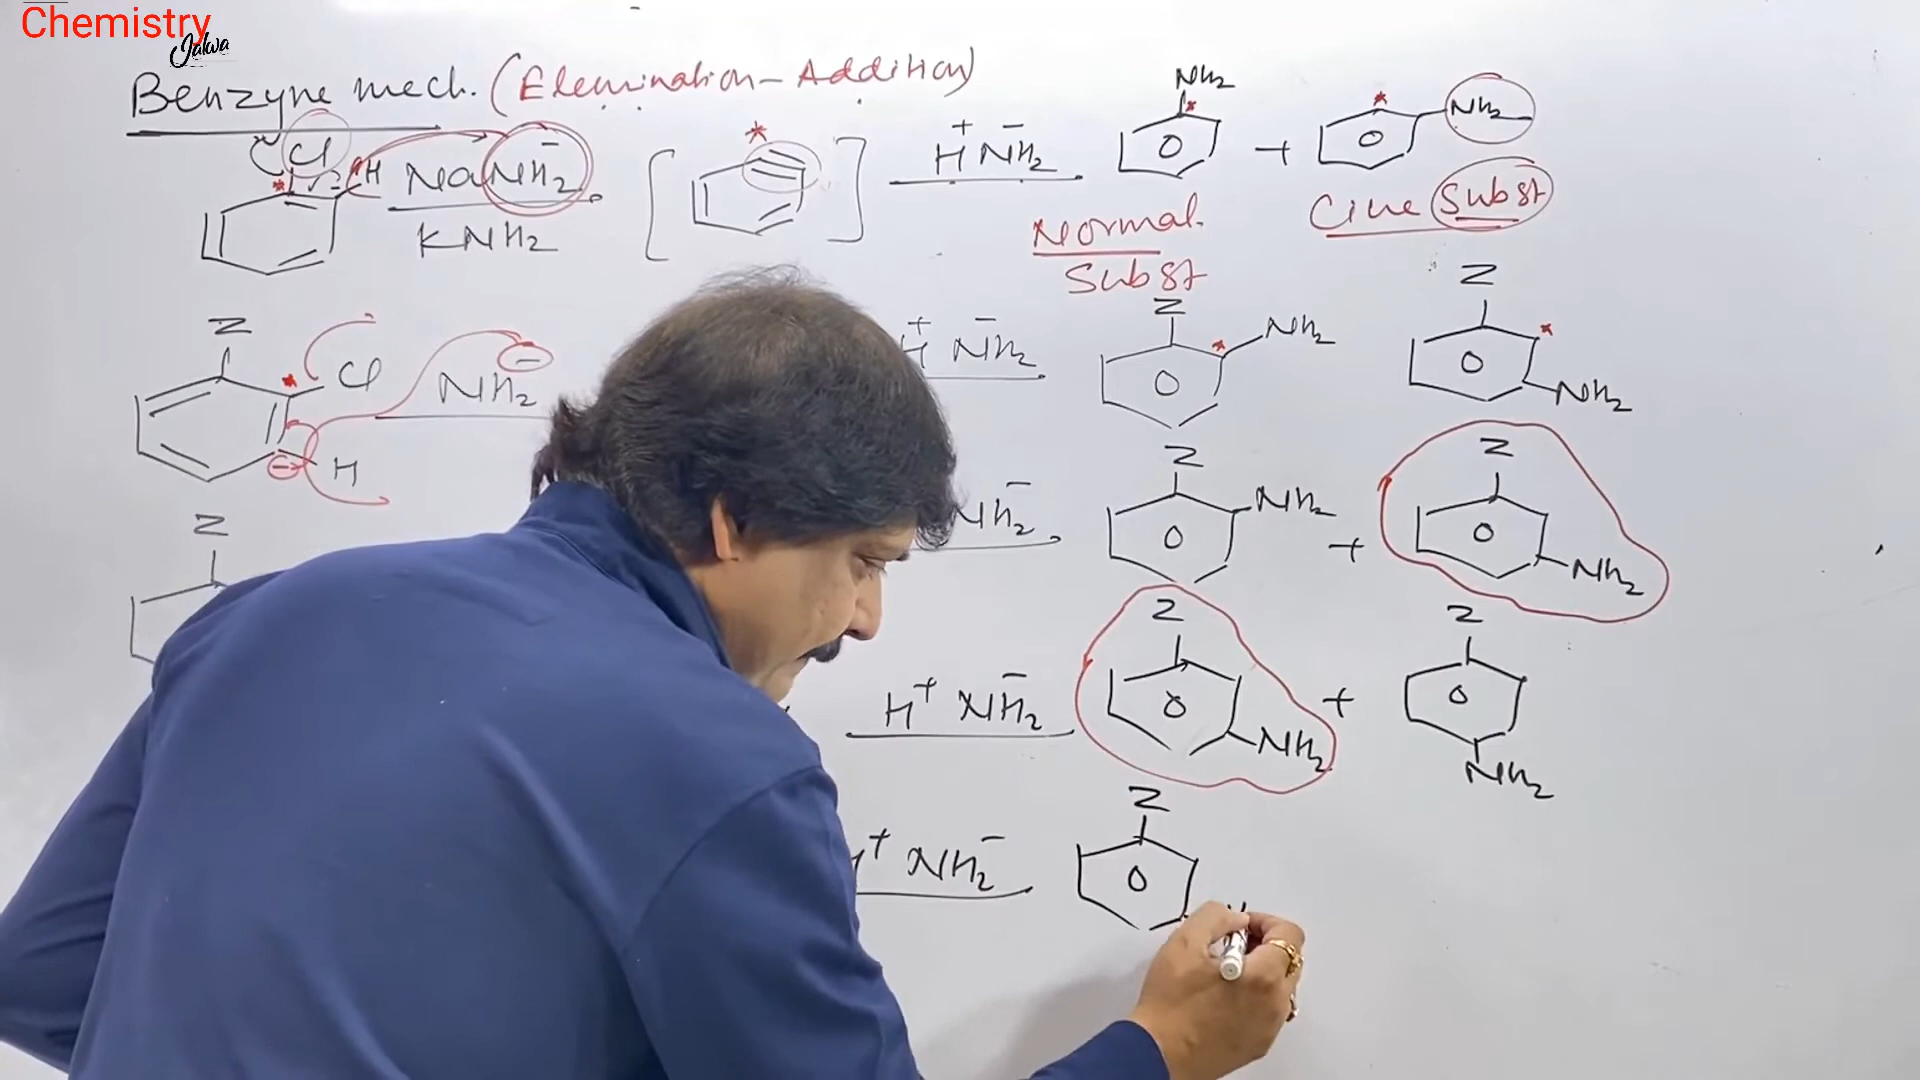 Chemistry
Jalwa
Benzyne mech. (Elemination-Addition)
Cl
* H NaNH2⁻
KNH2
*
H⁺ NH2⁻
NH2
*
+
* NH2
Normal
Subst
Cine Subst
Z
* Cl
NH2⁻
⊖ H
H⁺ NH2⁻
Z
* NH2
Z
*
NH2
Z
NH2⁻
Z
NH2
+
Z
NH2
H⁺ NH2⁻
Z
NH2
+
Z
NH2
H⁺ NH2⁻
Z